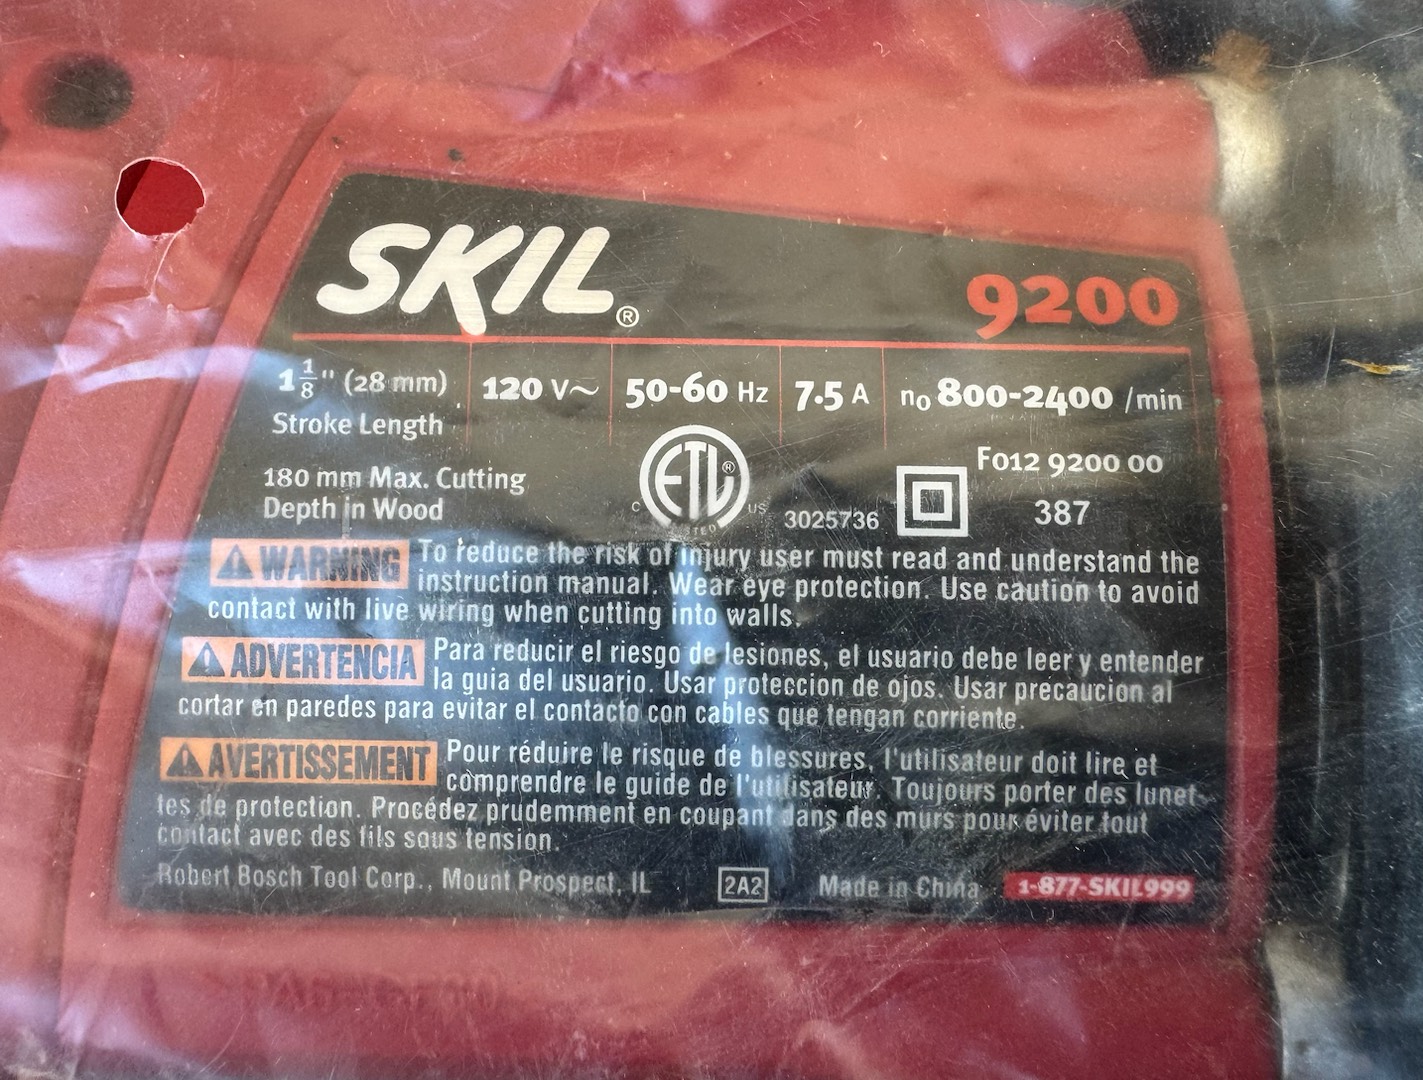 SKIL®
9200
1 1/8" (28 mm)
Stroke Length
120 V~
50-60 Hz
7.5 A
no 800-2400 /min
180 mm Max. Cutting
Depth in Wood
C ETL® US
LISTED
3025736
F012 9200 00
387
⚠ WARNING To reduce the risk of injury user must read and understand the
instruction manual. Wear eye protection. Use caution to avoid
contact with live wiring when cutting into walls.
⚠ ADVERTENCIA Para reducir el riesgo de lesiones, el usuario debe leer y entender
la guia del usuario. Usar proteccion de ojos. Usar precaucion al
cortar en paredes para evitar el contacto con cables que tengan corriente.
⚠ AVERTISSEMENT Pour réduire le risque de blessures, l'utilisateur doit lire et
comprendre le guide de l'utilisateur. Toujours porter des lunet-
tes de protection. Procédez prudemment en coupant dans des murs pour éviter tout
contact avec des fils sous tension.
Robert Bosch Tool Corp., Mount Prospect, IL
2A2
Made in China
1-877-SKIL999